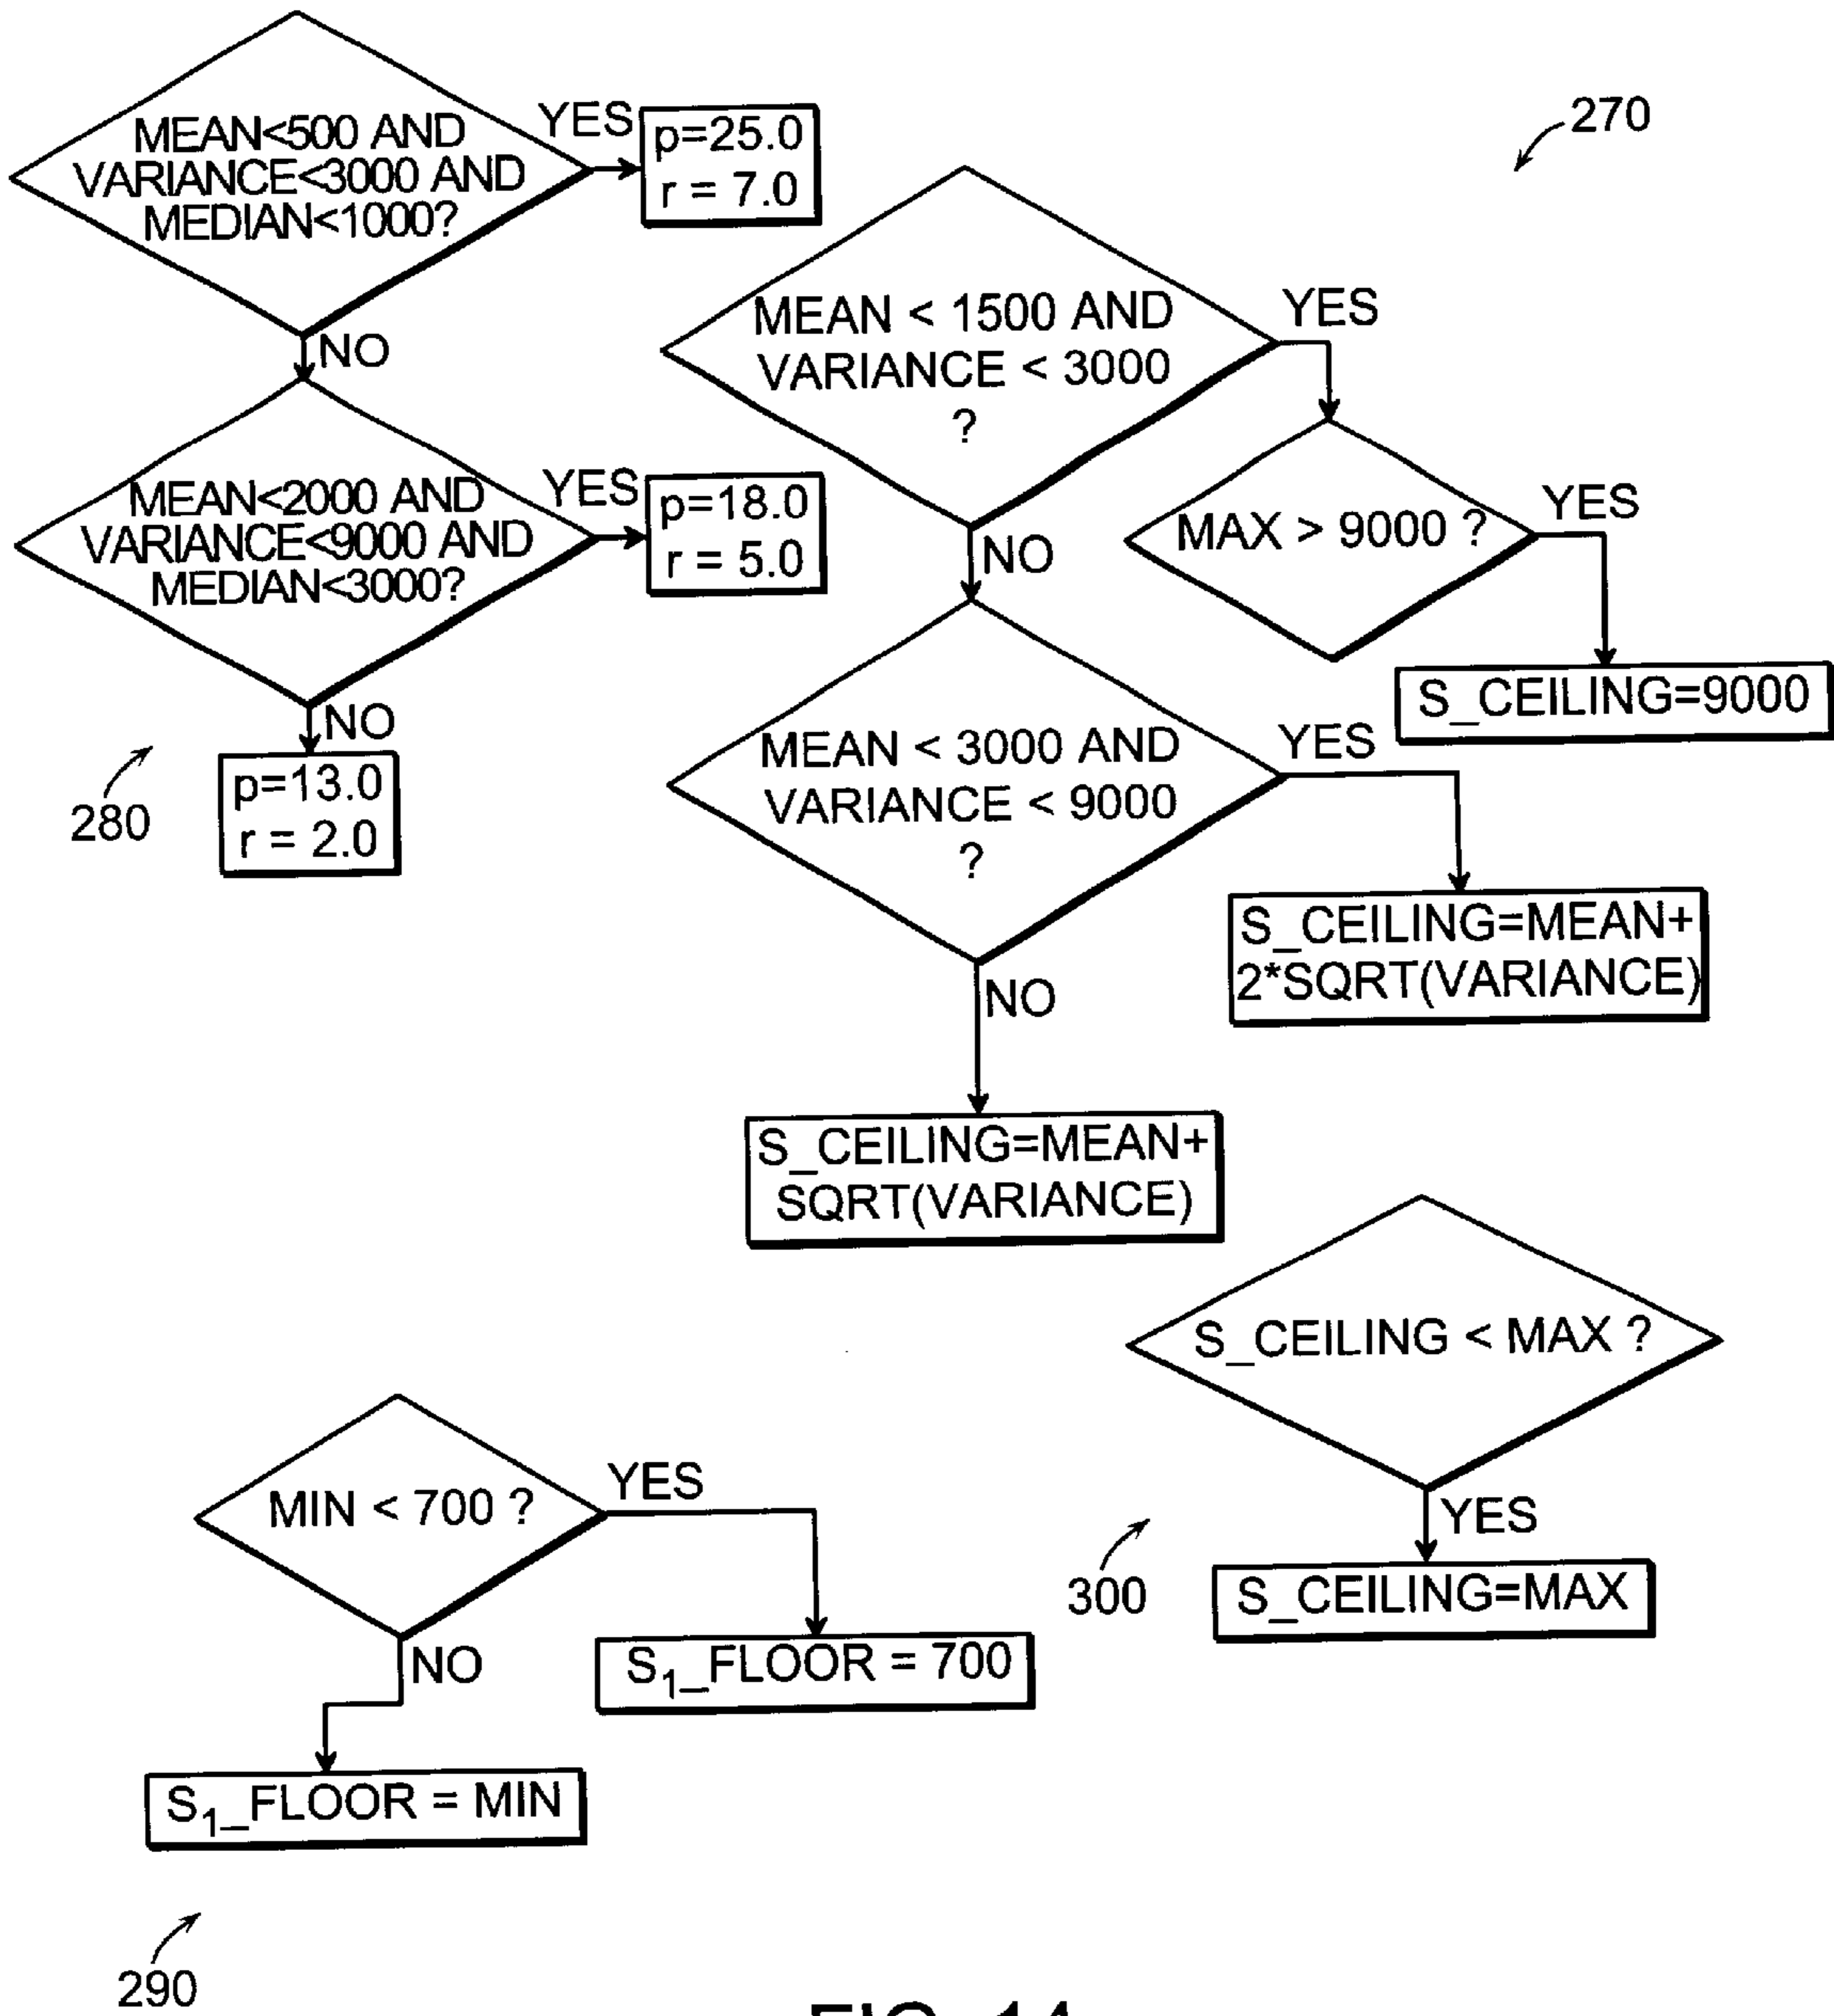 MEAN<500 AND
VARIANCE<3000 AND
MEDIAN<1000?
YES
p=25.0
r = 7.0
NO
MEAN<2000 AND
VARIANCE<9000 AND
MEDIAN<3000?
YES
p=18.0
r = 5.0
NO
p=13.0
r = 2.0
280
270
MEAN < 1500 AND
VARIANCE < 3000
?
YES
MAX > 9000 ?
YES
S_CEILING=9000
NO
MEAN < 3000 AND
VARIANCE < 9000
?
YES
S_CEILING=MEAN+
2*SQRT(VARIANCE)
NO
S_CEILING=MEAN+
SQRT(VARIANCE)
S_CEILING < MAX ?
YES
S_CEILING=MAX
300
MIN < 700 ?
YES
S₁_FLOOR = 700
NO
S₁_FLOOR = MIN
290
FIG. 14